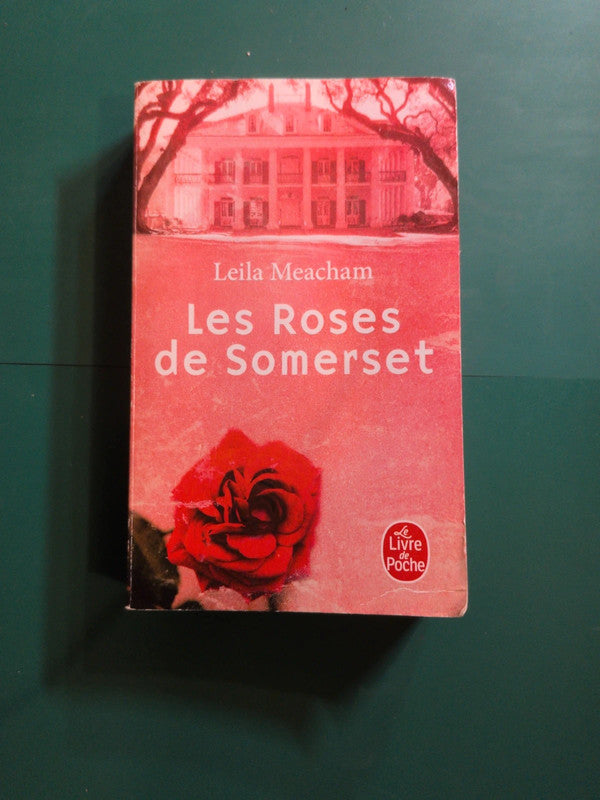 Leila Meacham
Les Roses
de Somerset
Le
Livre
de
Poche